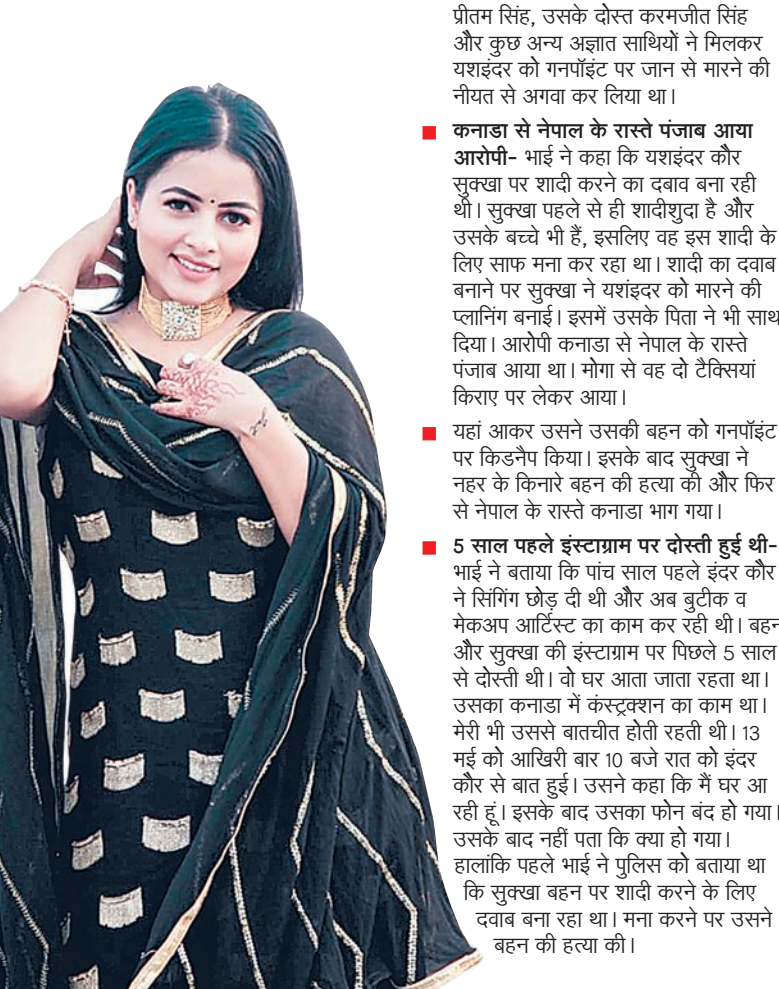 प्रीतम सिंह, उसके दोस्त करमजीत सिंह
और कुछ अन्य अज्ञात साथियों ने मिलकर
यशइंदर को गनपॉइंट पर जान से मारने की
नीयत से अगवा कर लिया था।
कनाडा से नेपाल के रास्ते पंजाब आया
आरोपी- भाई ने कहा कि यशइंदर कौर
सुक्खा पर शादी करने का दबाव बना रही
थी। सुक्खा पहले से ही शादीशुदा है और
उसके बच्चे भी हैं, इसलिए वह इस शादी के
लिए साफ मना कर रहा था। शादी का दवाब
बनाने पर सुक्खा ने यशंइदर को मारने की
प्लानिंग बनाई। इसमें उसके पिता ने भी साथ
दिया। आरोपी कनाडा से नेपाल के रास्ते
पंजाब आया था। मोगा से वह दो टैक्सियां
किराए पर लेकर आया।
यहां आकर उसने उसकी बहन को गनपॉइंट
पर किडनैप किया। इसके बाद सुक्खा ने
नहर के किनारे बहन की हत्या की और फिर
से नेपाल के रास्ते कनाडा भाग गया।
5 साल पहले इंस्टाग्राम पर दोस्ती हुई थी-
भाई ने बताया कि पांच साल पहले इंदर कौर
ने सिंगिंग छोड़ दी थी और अब बुटीक व
मेकअप आर्टिस्ट का काम कर रही थी। बहन
और सुक्खा की इंस्टाग्राम पर पिछले 5 साल
से दोस्ती थी। वो घर आता जाता रहता था।
उसका कनाडा में कंस्ट्रक्शन का काम था।
मेरी भी उससे बातचीत होती रहती थी। 13
मई को आखिरी बार 10 बजे रात को इंदर
कौर से बात हुई। उसने कहा कि मैं घर आ
रही हूं। इसके बाद उसका फोन बंद हो गया।
उसके बाद नहीं पता कि क्या हो गया।
हालांकि पहले भाई ने पुलिस को बताया था
कि सुक्खा बहन पर शादी करने के लिए
दवाब बना रहा था। मना करने पर उसने
बहन की हत्या की।